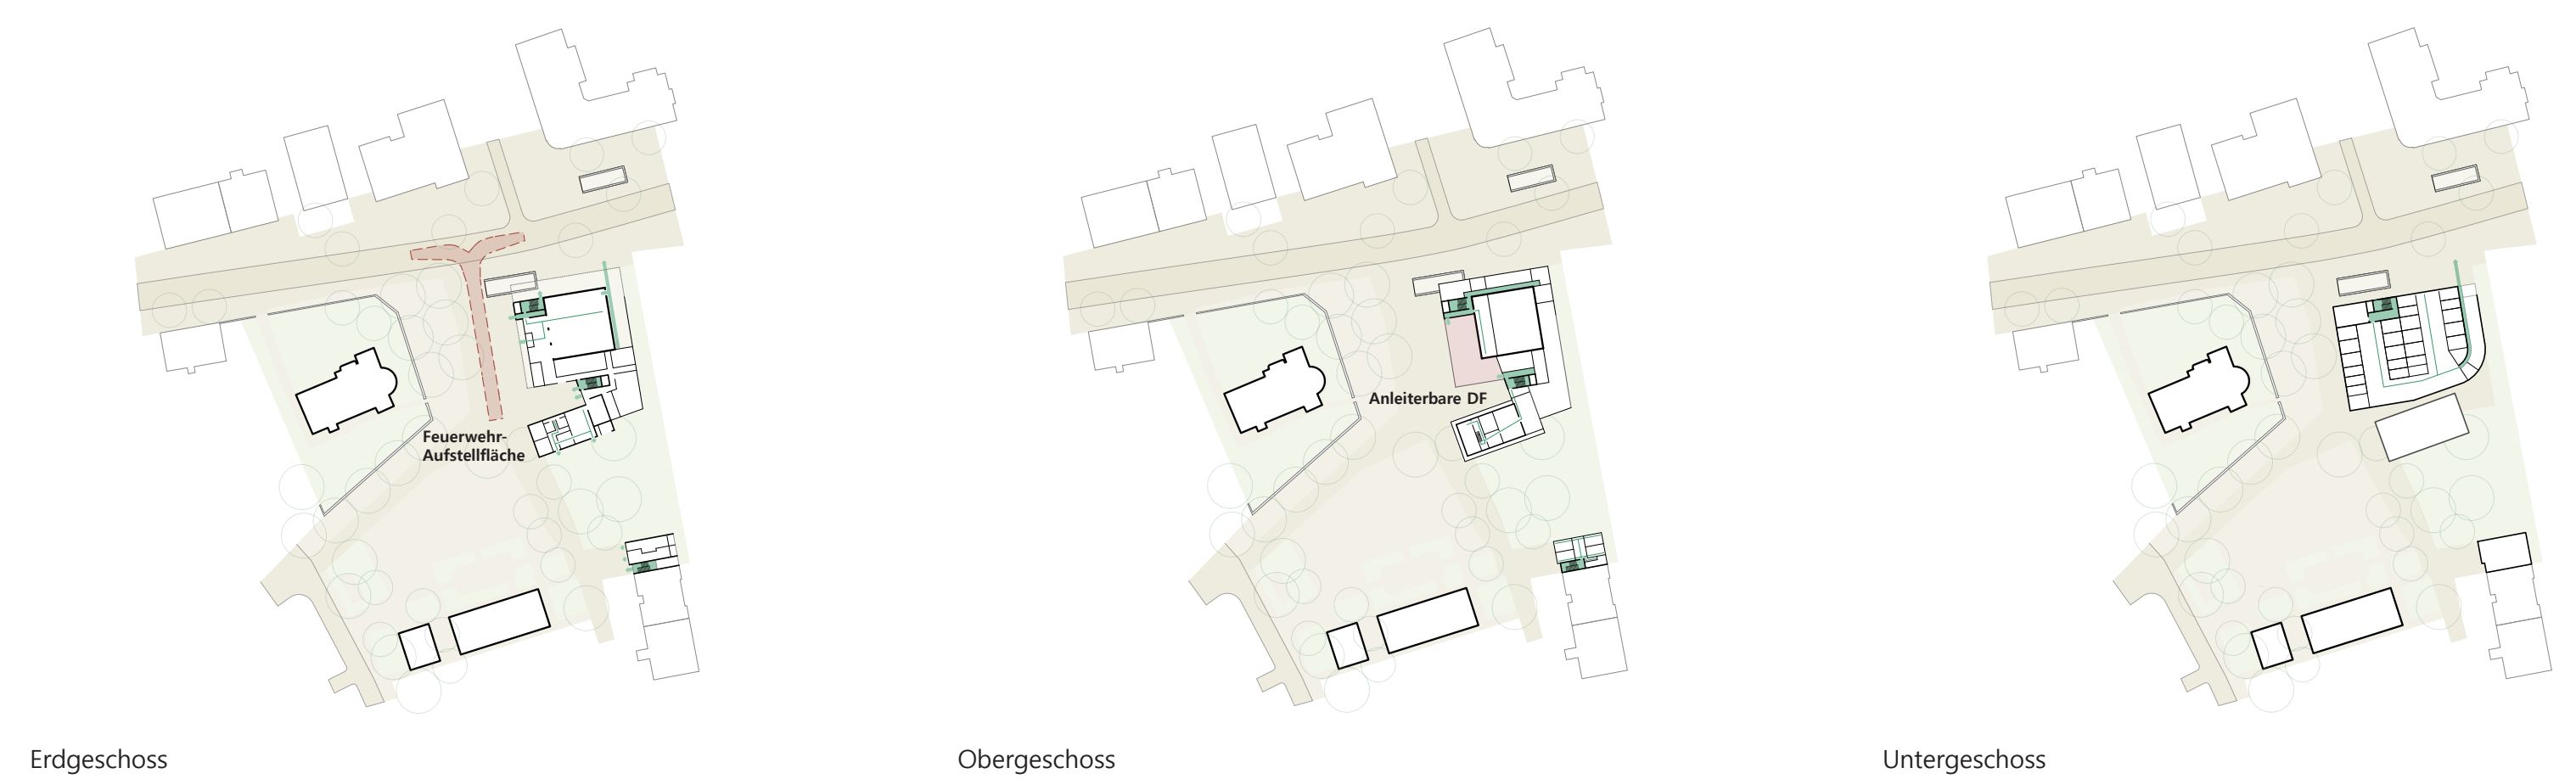 Feuerwehr-
Aufstellfläche
Anleiterbare DF
Erdgeschoss
Obergeschoss
Untergeschoss